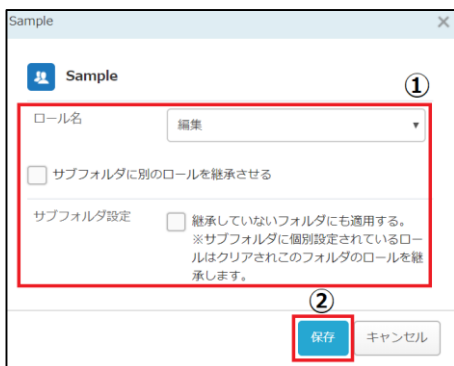 Sample
Sample
①
ロール名
編集
サブフォルダに別のロールを継承させる
サブフォルダ設定
継承していないフォルダにも適用する。
※サブフォルダに個別設定されているロー
ルはクリアされこのフォルダのロールを継
承します。
②
保存
キャンセル